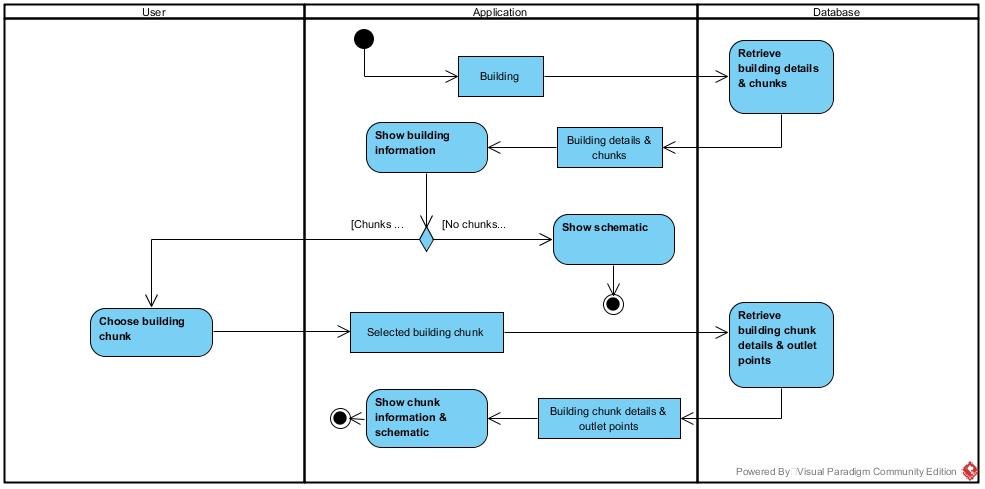 User
Application
Database
Building
Retrieve
building details
& chunks
Show building
information
Building details &
chunks
[Chunks ...
[No chunks...
Show schematic
Choose building
chunk
Selected building chunk
Retrieve
building chunk
details & outlet
points
Show chunk
information &
schematic
Building chunk details &
outlet points
Powered By Visual Paradigm Community Edition